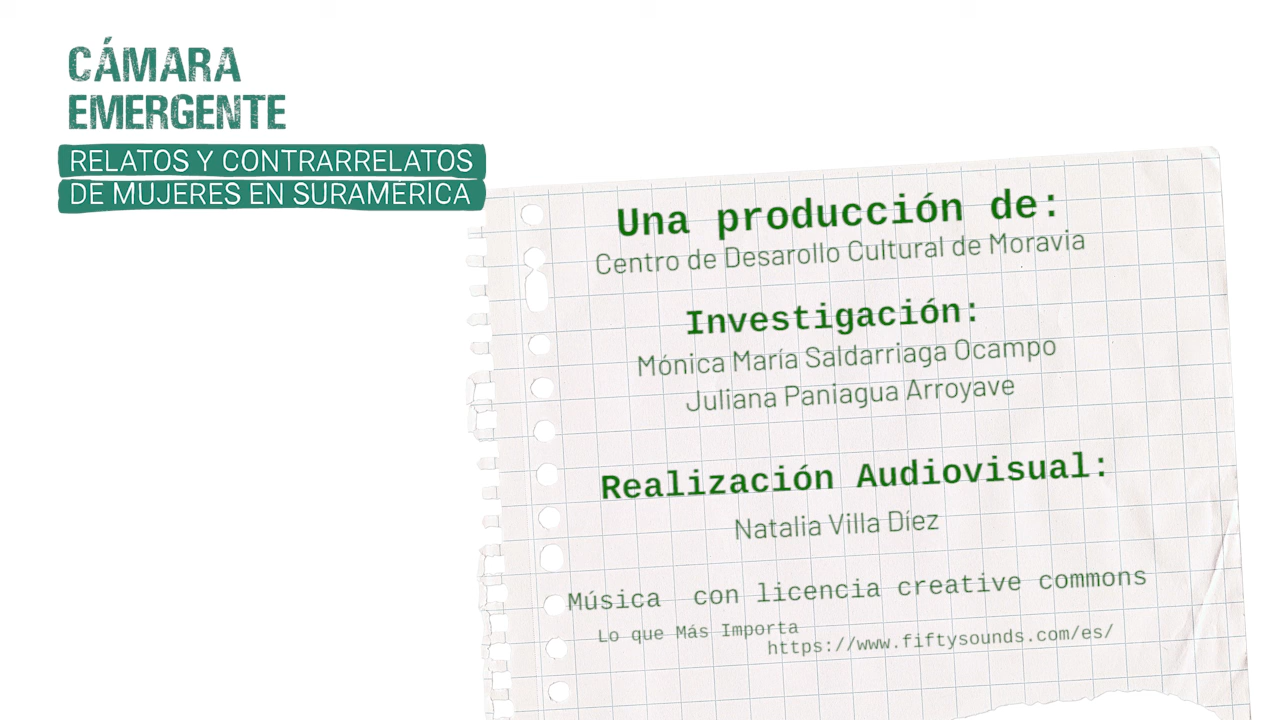 CÁMARA
EMERGENTE
RELATOS Y CONTRARRELATOS
DE MUJERES EN SURAMÉRICA
Una producción de:
Centro de Desarollo Cultural de Moravia
Investigación:
Mónica María Saldarriaga Ocampo
Juliana Paniagua Arroyave
Realización Audiovisual:
Natalia Villa Díez
Música con licencia creative commons
Lo que Más Importa
https://www.fiftysounds.com/es/